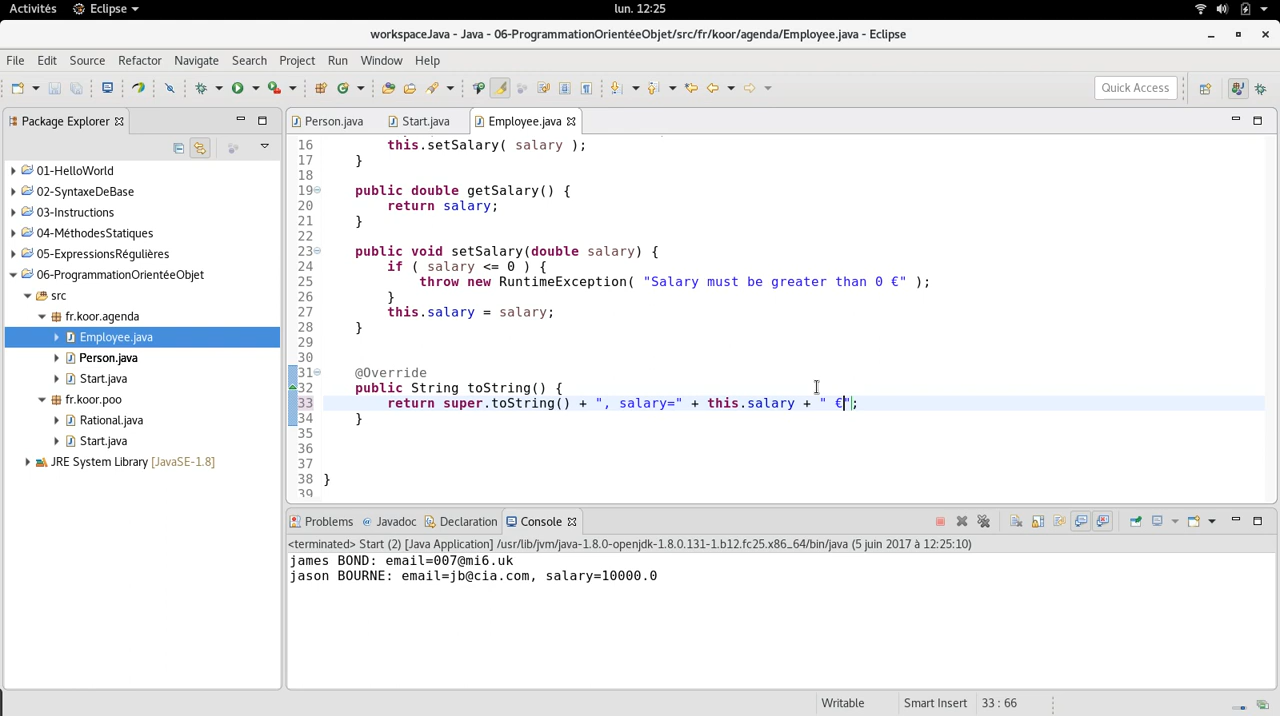 Activités Eclipse lun. 12:25
workspaceJava - Java - 06-ProgrammationOrientéeObjet/src/fr/koor/agenda/Employee.java - Eclipse
File Edit Source Refactor Navigate Search Project Run Window Help
Quick Access
Package Explorer
01-HelloWorld
02-SyntaxeDeBase
03-Instructions
04-MéthodesStatiques
05-ExpressionsRégulières
06-ProgrammationOrientéeObjet
src
fr.koor.agenda
Employee.java
Person.java
Start.java
fr.koor.poo
Rational.java
Start.java
JRE System Library [JavaSE-1.8]
Person.java Start.java Employee.java
16 this.setSalary( salary );
17 }
18
19 public double getSalary() {
20 return salary;
21 }
22
23 public void setSalary(double salary) {
24 if ( salary <= 0 ) {
25 throw new RuntimeException( "Salary must be greater than 0 €" );
26 }
27 this.salary = salary;
28 }
29
30
31 @Override
32 public String toString() {
33 return super.toString() + ", salary=" + this.salary + " €";
34 }
35
36
37
38 }
39
Problems Javadoc Declaration Console
<terminated> Start (2) [Java Application] /usr/lib/jvm/java-1.8.0-openjdk-1.8.0.131-1.b12.fc25.x86_64/bin/java (5 juin 2017 à 12:25:10)
james BOND: email=007@mi6.uk
jason BOURNE: email=jb@cia.com, salary=10000.0
Writable Smart Insert 33 : 66